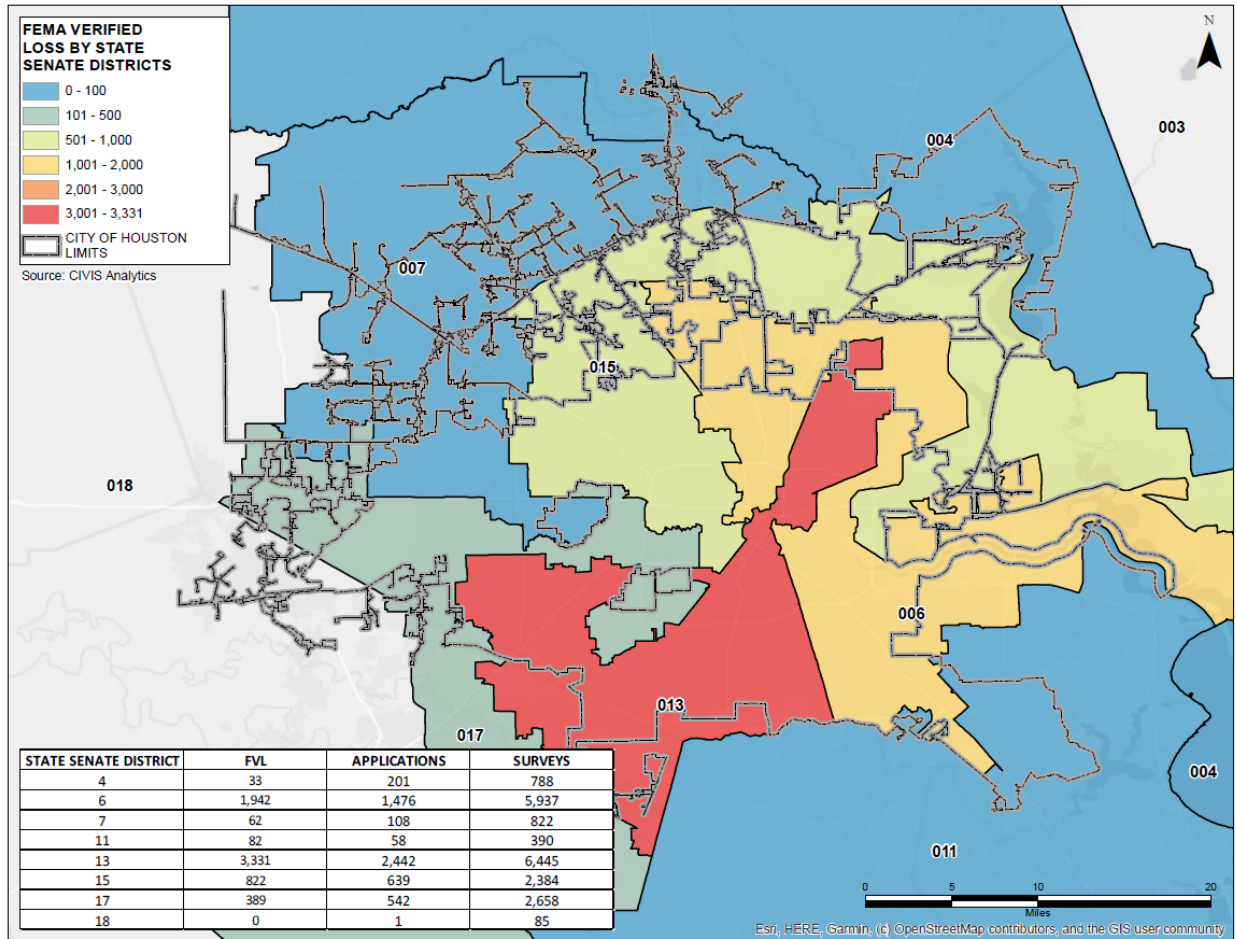 FEMA VERIFIED
LOSS BY STATE
SENATE DISTRICTS
0 - 100
101 - 500
501 - 1,000
1,001 - 2,000
2,001 - 3,000
3,001 - 3,331
CITY OF HOUSTON
LIMITS
Source: CIVIS Analytics
N
003
004
007
015
018
006
013
017
004
011
STATE SENATE DISTRICT FVL APPLICATIONS SURVEYS
4 33 201 788
6 1,942 1,476 5,937
7 62 108 822
11 82 58 390
13 3,331 2,442 6,445
15 822 639 2,384
17 389 542 2,658
18 0 1 85
0 5 10 20
Miles
Esri, HERE, Garmin, (c) OpenStreetMap contributors, and the GIS user community